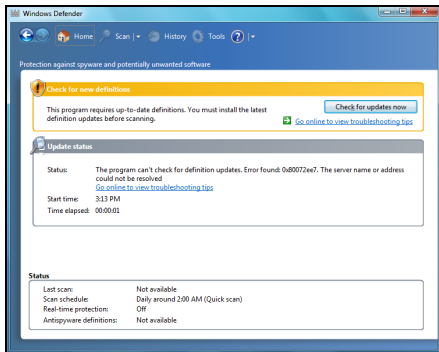 Windows Defender
Home Scan History Tools
Protection against spyware and potentially unwanted software
Check for new definitions
This program requires up-to-date definitions. You must install the latest
definition updates before scanning.
Check for updates now
Go online to view troubleshooting tips
Update status
Status: The program can't check for definition updates. Error found: 0x80072ee7. The server name or address
could not be resolved
Go online to view troubleshooting tips
Start time: 3:13 PM
Time elapsed: 00:00:01
Status
Last scan: Not available
Scan schedule: Daily around 2:00 AM (Quick scan)
Real-time protection: Off
Antispyware definitions: Not available